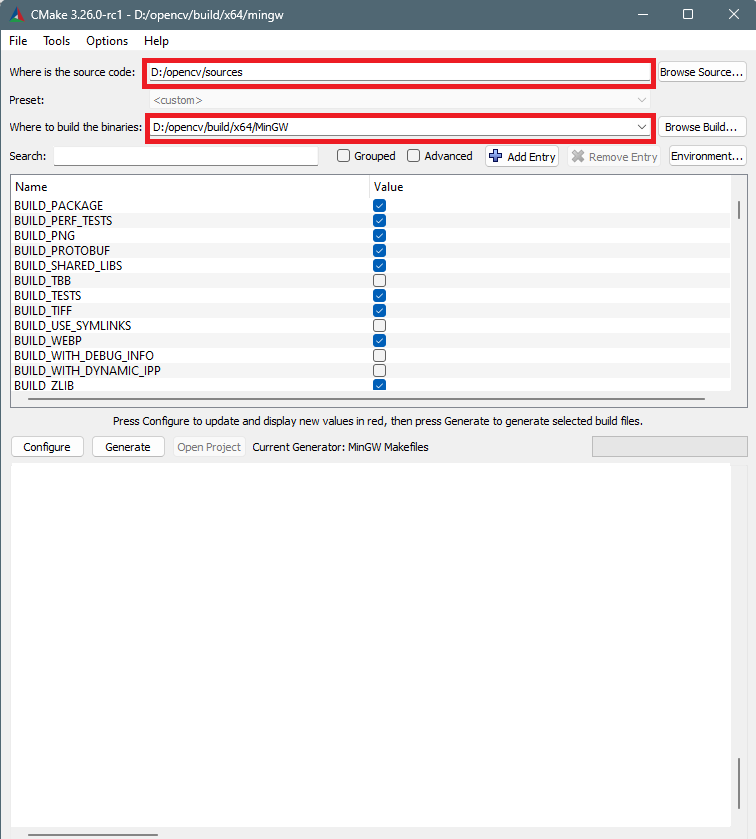 CMake 3.26.0-rc1 - D:/opencv/build/x64/mingw
File Tools Options Help
Where is the source code: D:/opencv/sources Browse Source...
Preset: <custom>
Where to build the binaries: D:/opencv/build/x64/MinGW Browse Build...
Search: Grouped Advanced Add Entry Remove Entry Environment...
Name Value
BUILD_PACKAGE
BUILD_PERF_TESTS
BUILD_PNG
BUILD_PROTOBUF
BUILD_SHARED_LIBS
BUILD_TBB
BUILD_TESTS
BUILD_TIFF
BUILD_USE_SYMLINKS
BUILD_WEBP
BUILD_WITH_DEBUG_INFO
BUILD_WITH_DYNAMIC_IPP
BUILD_ZLIB
Press Configure to update and display new values in red, then press Generate to generate selected build files.
Configure Generate Open Project Current Generator: MinGW Makefiles